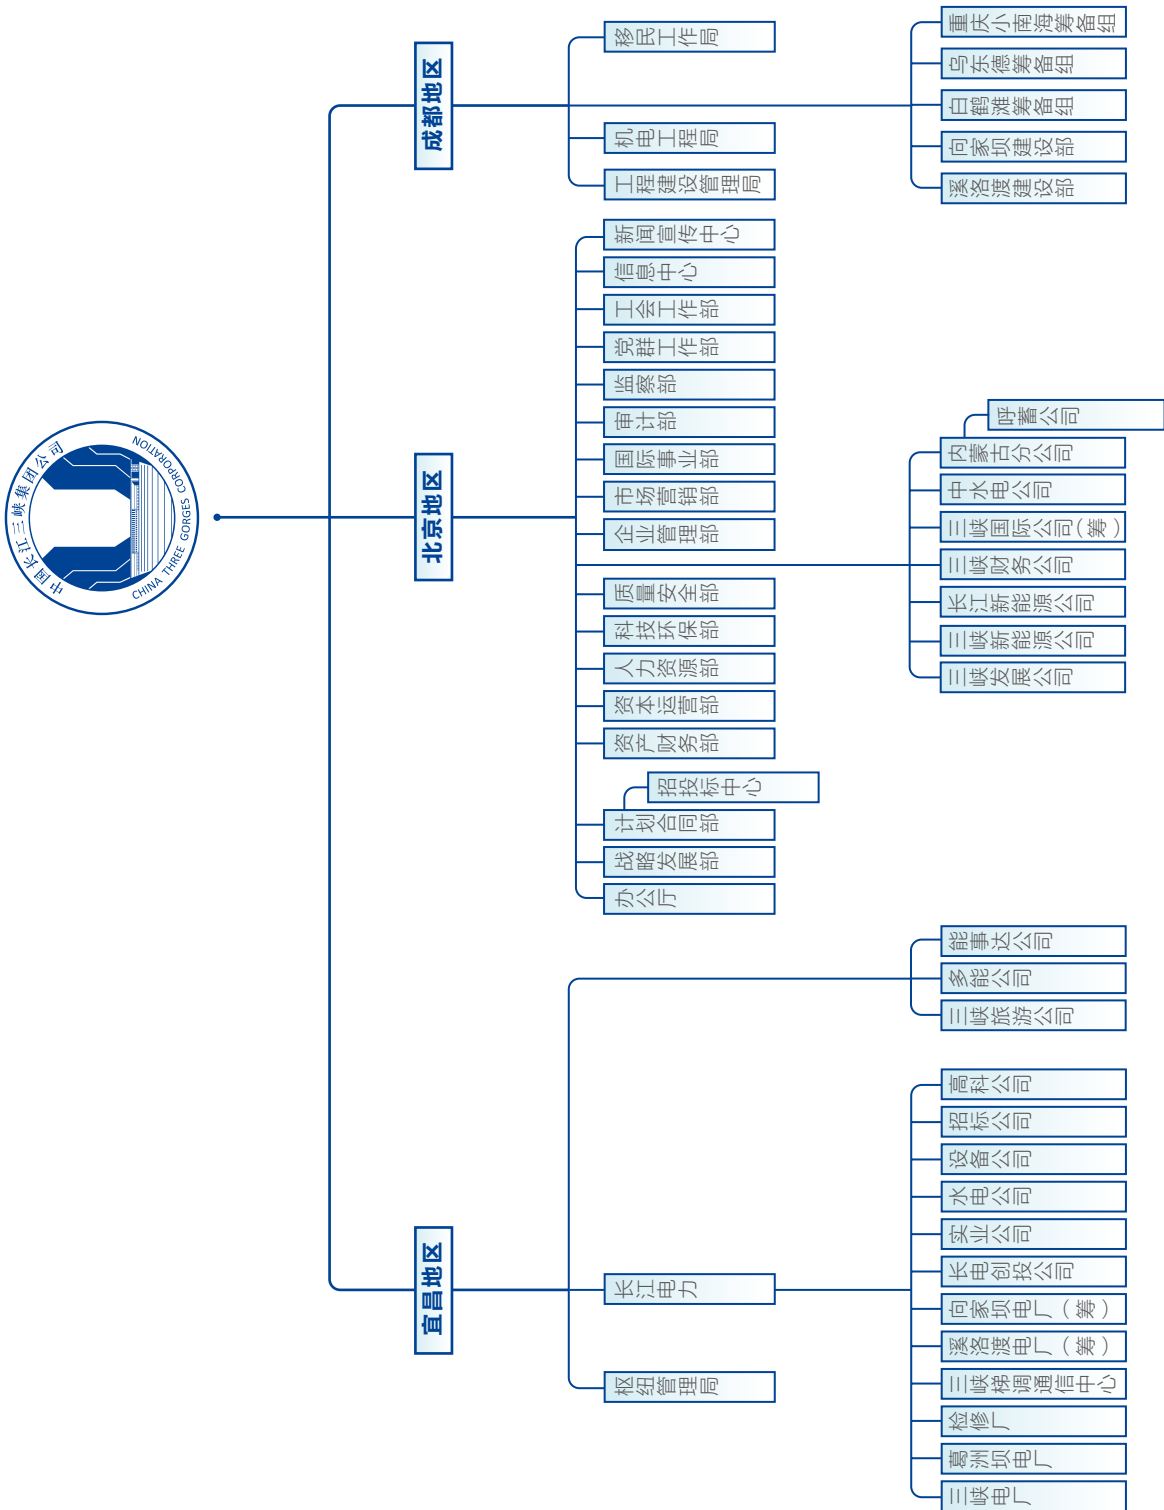 中国长江三峡集团公司
CHINA THREE GORGES CORPORATION
宜昌地区
枢纽管理局
长江电力
三峡电厂
葛洲坝电厂
检修厂
三峡梯调通信中心
溪洛渡电厂（筹）
向家坝电厂（筹）
长电创投公司
实业公司
水电公司
设备公司
招标公司
高科公司
三峡旅游公司
多能公司
能事达公司
北京地区
办公厅
战略发展部
计划合同部
招投标中心
资产财务部
资本运营部
人力资源部
科技环保部
质量安全部
企业管理部
市场营销部
国际事业部
审计部
监察部
党群工作部
工会工作部
信息中心
新闻宣传中心
三峡发展公司
三峡新能源公司
长江新能源公司
三峡财务公司
三峡国际公司（筹）
中水电公司
内蒙古分公司
呼蓄公司
成都地区
工程建设管理局
机电工程局
移民工作局
溪洛渡建设部
向家坝建设部
白鹤滩筹备组
乌东德筹备组
重庆小南海筹备组